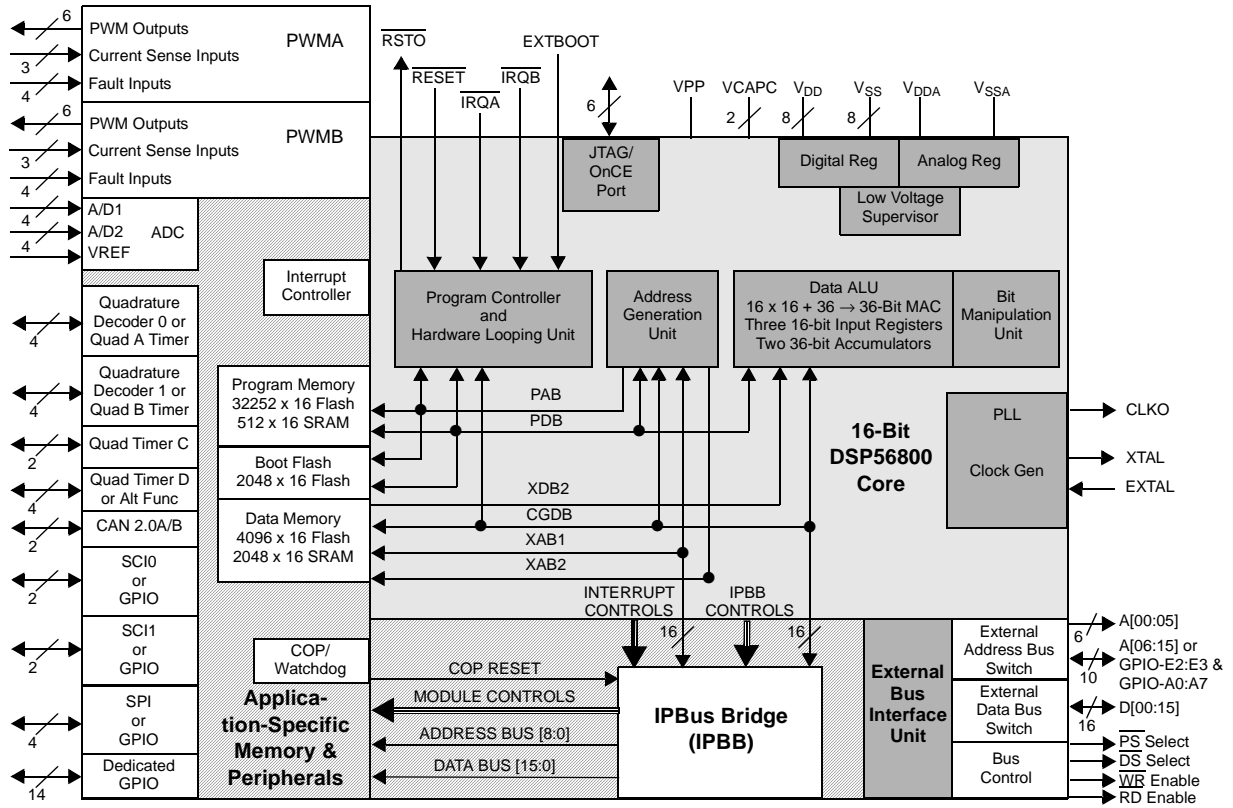 6
PWM Outputs
PWMA
Current Sense Inputs
3
Fault Inputs
4
6
PWM Outputs
PWMB
Current Sense Inputs
3
Fault Inputs
4
A/D1
4
A/D2
ADC
4
VREF
4
Quadrature
Decoder 0 or
Quad A Timer
4
Quadrature
Decoder 1 or
Quad B Timer
4
Quad Timer C
2
Quad Timer D
or Alt Func
4
CAN 2.0A/B
2
SCI0
or
GPIO
2
SCI1
or
GPIO
2
SPI
or
GPIO
4
Dedicated
GPIO
14
Interrupt
Controller
Program Memory
32252 x 16 Flash
512 x 16 SRAM
Boot Flash
2048 x 16 Flash
Data Memory
4096 x 16 Flash
2048 x 16 SRAM
COP/
Watchdog
Applica-
tion-Specific
Memory &
Peripherals
RSTO
EXTBOOT
RESET
IRQB
IRQA
6
JTAG/
OnCE
Port
VPP
VCAPC
2
VDD
8
VSS
8
VDDA
VSSA
Digital Reg
Analog Reg
Low Voltage
Supervisor
Program Controller
and
Hardware Looping Unit
Address
Generation
Unit
Data ALU
16 x 16 + 36 → 36-Bit MAC
Three 16-bit Input Registers
Two 36-bit Accumulators
Bit
Manipulation
Unit
PAB
PDB
XDB2
CGDB
XAB1
XAB2
16-Bit
DSP56800
Core
PLL
Clock Gen
CLKO
XTAL
EXTAL
INTERRUPT
CONTROLS
16
IPBB
CONTROLS
16
COP RESET
MODULE CONTROLS
ADDRESS BUS [8:0]
DATA BUS [15:0]
IPBus Bridge
(IPBB)
External
Bus
Interface
Unit
External
Address Bus
Switch
External
Data Bus
Switch
Bus
Control
A[00:05]
6
A[06:15] or
GPIO-E2:E3 &
GPIO-A0:A7
10
D[00:15]
16
PS Select
DS Select
WR Enable
RD Enable